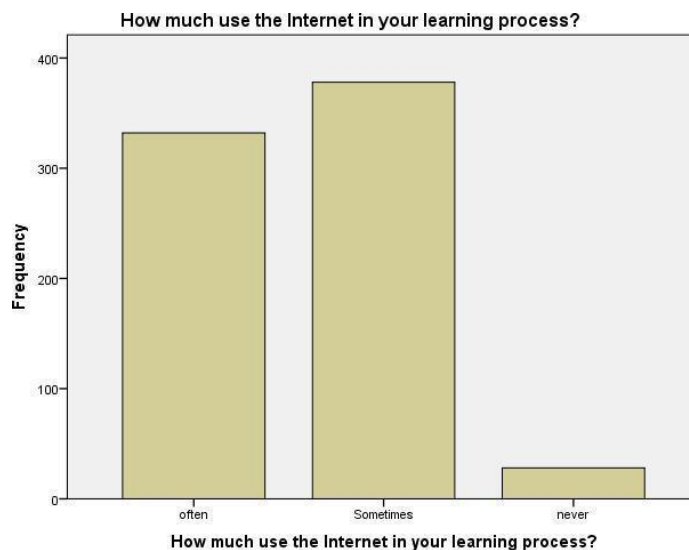 How much use the Internet in your learning process?
400
300
200
100
0
Frequency
often Sometimes never
How much use the Internet in your learning process?